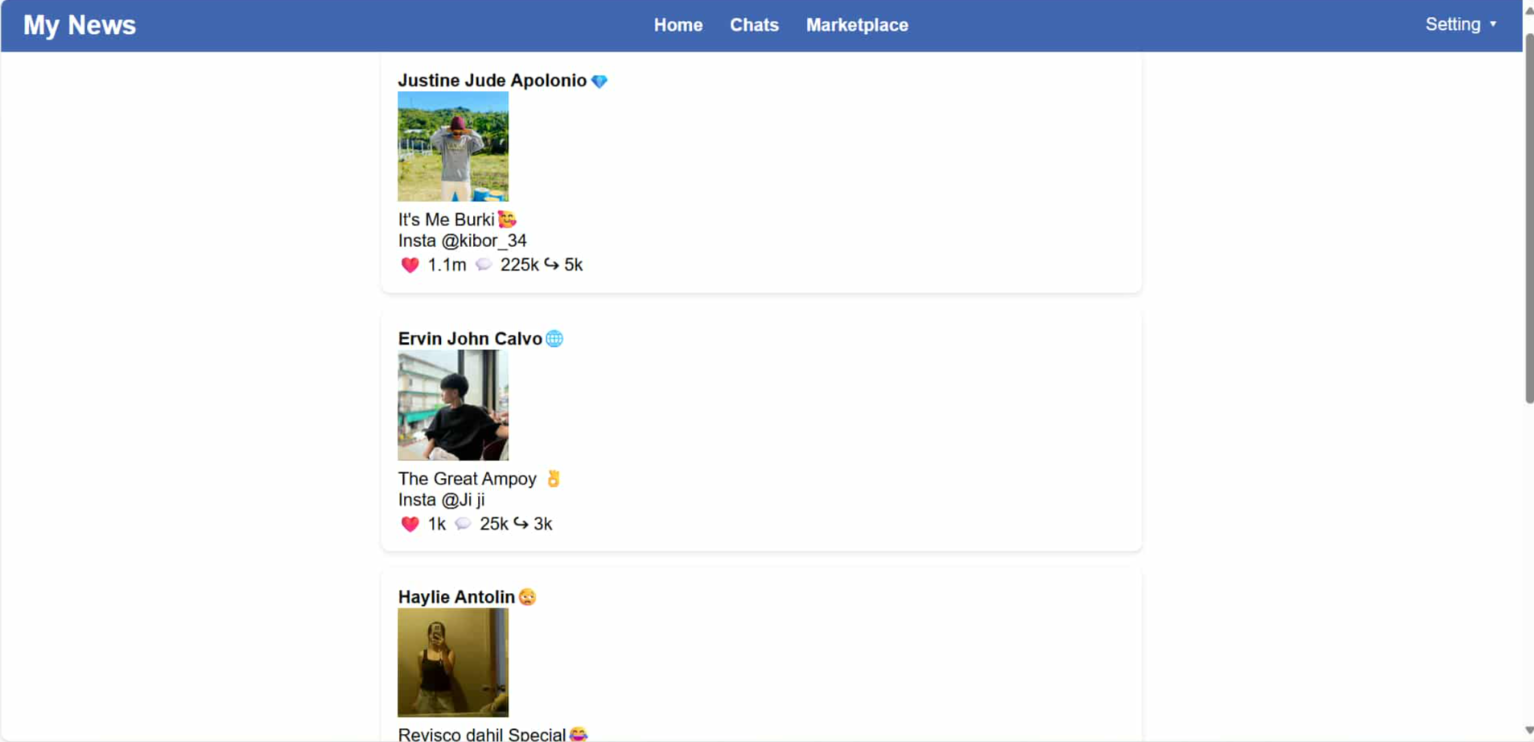 My News
Home Chats Marketplace
Setting ▼
Justine Jude Apolonio💎
It's Me Burki🥰
Insta @kibor_34
❤️ 1.1m 💬 225k ↪ 5k
Ervin John Calvo🌐
The Great Ampoy 👌
Insta @Ji ji
❤️ 1k 💬 25k ↪ 3k
Haylie Antolin😳
Revisco dahil Special😂